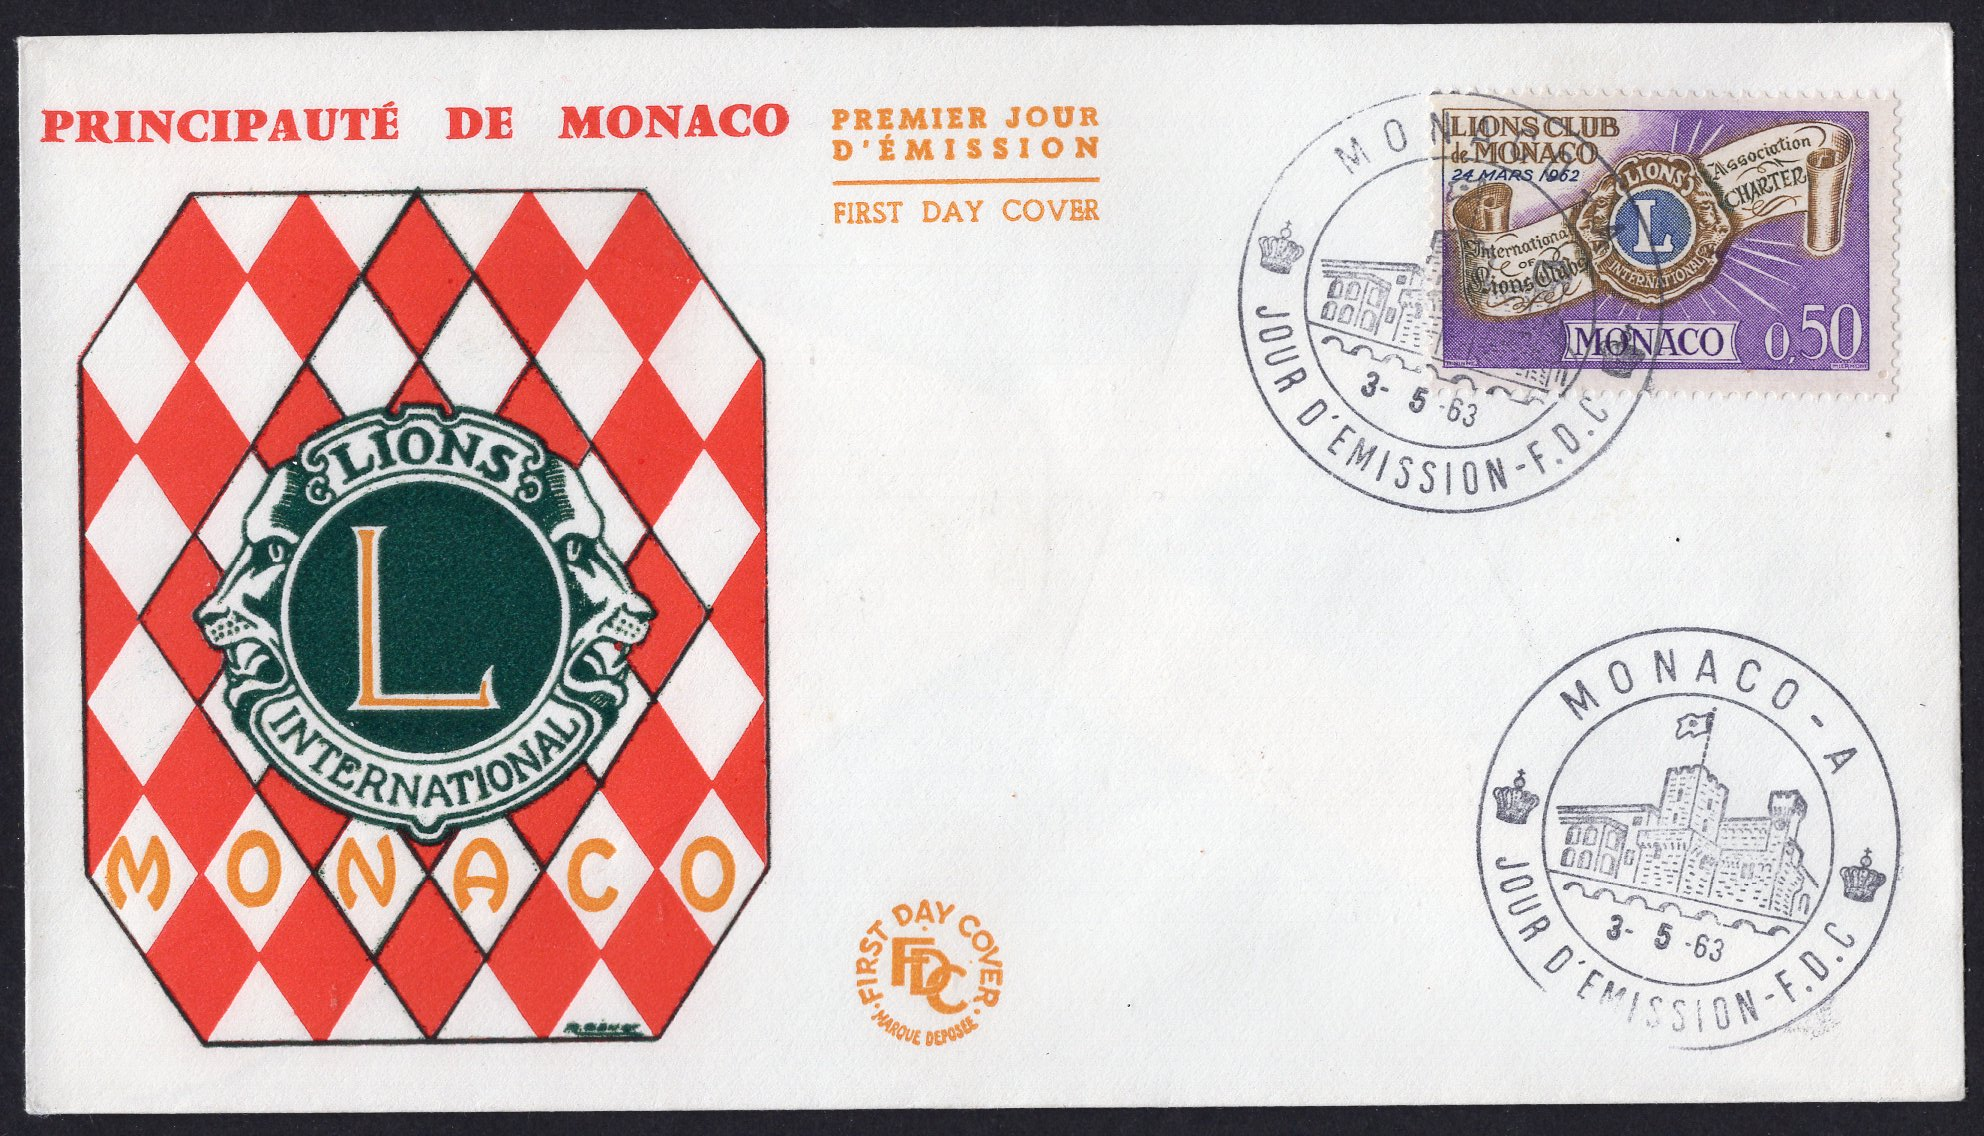 PRINCIPAUTÉ DE MONACO
PREMIER JOUR
D'ÉMISSION
FIRST DAY COVER
LIONS CLUB
de MONACO
24 MARS 1962
LIONS
L
INTERNATIONAL
Association
CHARTER
International
OF
Lions Clubs
MONACO
0,50
MONACO-A
3-5-63
JOUR D'EMISSION-F.D.C
LIONS
L
INTERNATIONAL
MONACO
FIRST DAY COVER
FDC
MARQUE DEPOSÉE
MONACO-A
3-5-63
JOUR D'EMISSION-F.D.C